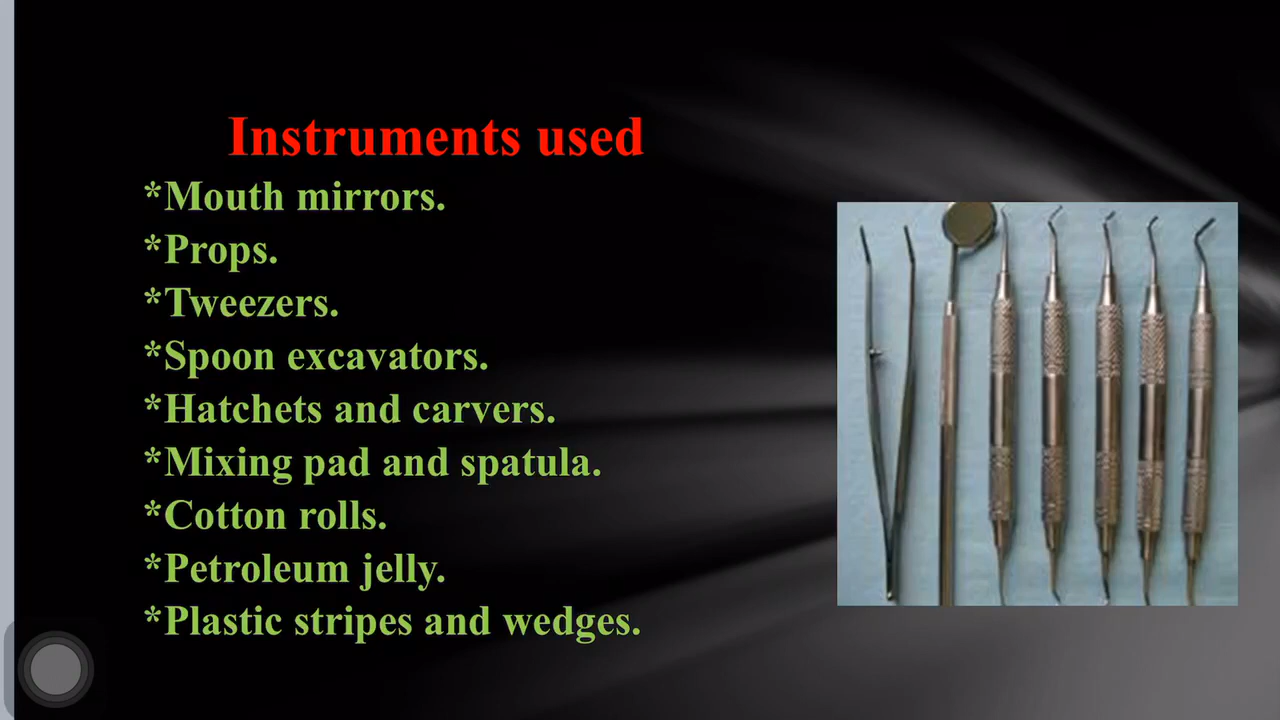 Instruments used
*Mouth mirrors.
*Props.
*Tweezers.
*Spoon excavators.
*Hatchets and carvers.
*Mixing pad and spatula.
*Cotton rolls.
*Petroleum jelly.
*Plastic stripes and wedges.